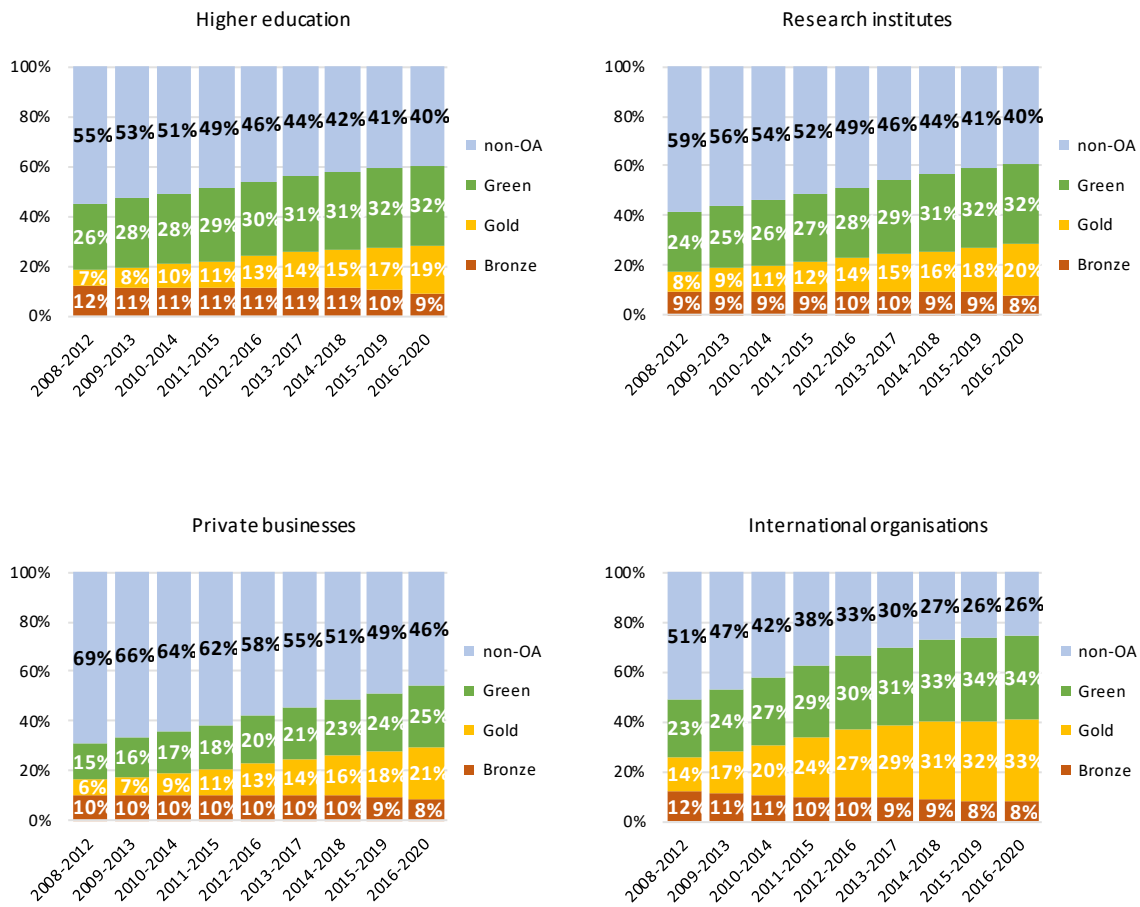 Higher education
100%
80%
60%
40%
20%
0%
55% 53% 51% 49% 46% 44% 42% 41% 40%
26% 28% 28% 29% 30% 31% 31% 32% 32%
7% 8% 10% 11% 13% 14% 15% 17% 19%
12% 11% 11% 11% 11% 11% 11% 10% 9%
2008-2012 2009-2013 2010-2014 2011-2015 2012-2016 2013-2017 2014-2018 2015-2019 2016-2020
non-OA
Green
Gold
Bronze
Research institutes
100%
80%
60%
40%
20%
0%
59% 56% 54% 52% 49% 46% 44% 41% 40%
24% 25% 26% 27% 28% 29% 31% 32% 32%
8% 9% 11% 12% 14% 15% 16% 18% 20%
9% 9% 9% 9% 10% 10% 9% 9% 8%
2008-2012 2009-2013 2010-2014 2011-2015 2012-2016 2013-2017 2014-2018 2015-2019 2016-2020
non-OA
Green
Gold
Bronze
Private businesses
100%
80%
60%
40%
20%
0%
69% 66% 64% 62% 58% 55% 51% 49% 46%
15% 16% 17% 18% 20% 21% 23% 24% 25%
6% 7% 9% 11% 13% 14% 16% 18% 21%
10% 10% 10% 10% 10% 10% 10% 9% 8%
2008-2012 2009-2013 2010-2014 2011-2015 2012-2016 2013-2017 2014-2018 2015-2019 2016-2020
non-OA
Green
Gold
Bronze
International organisations
100%
80%
60%
40%
20%
0%
51% 47% 42% 38% 33% 30% 27% 26% 26%
23% 24% 27% 29% 30% 31% 33% 34% 34%
14% 17% 20% 24% 27% 29% 31% 32% 33%
12% 11% 11% 10% 10% 9% 9% 8% 8%
2008-2012 2009-2013 2010-2014 2011-2015 2012-2016 2013-2017 2014-2018 2015-2019 2016-2020
non-OA
Green
Gold
Bronze